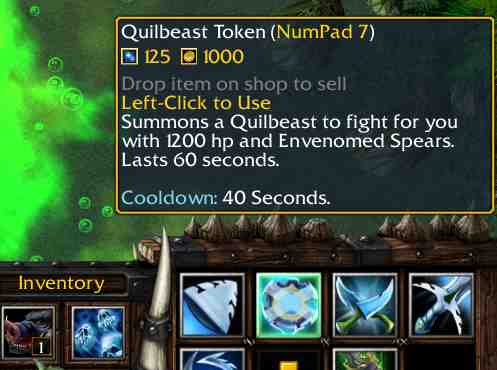 Quilbeast Token (NumPad 7)
125 1000
Drop item on shop to sell
Left-Click to Use
Summons a Quilbeast to fight for you
with 1200 hp and Envenomed Spears.
Lasts 60 seconds.
Cooldown: 40 Seconds.
Inventory
1